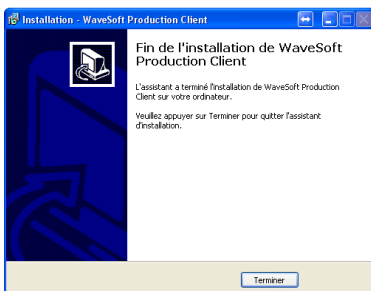 Installation - WaveSoft Production Client
Fin de l'installation de WaveSoft
Production Client
L'assistant a terminé l'installation de WaveSoft Production
Client sur votre ordinateur.
Veuillez appuyer sur Terminer pour quitter l'assistant
d'installation.
Terminer